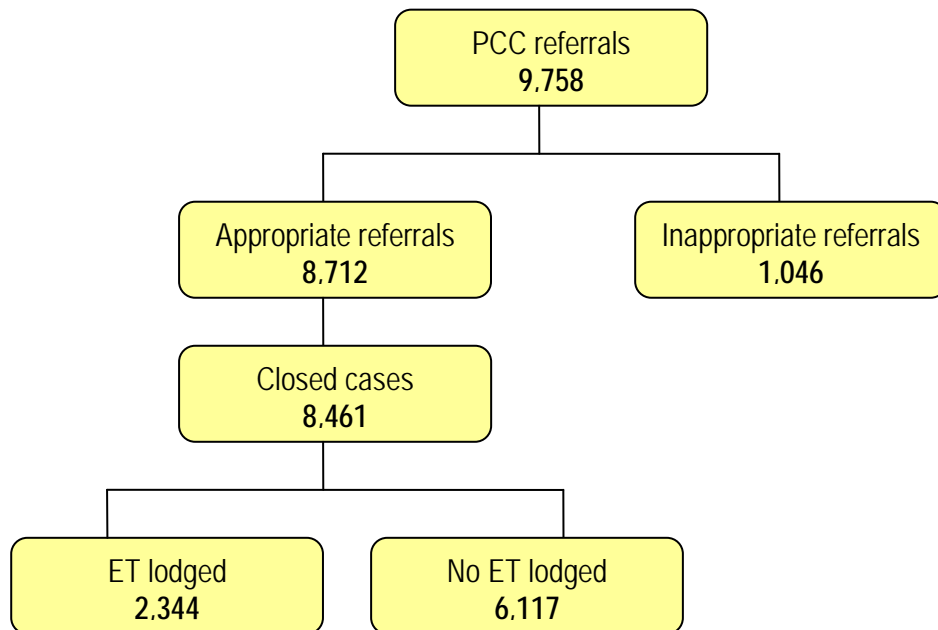 PCC referrals
9,758
Appropriate referrals
8,712
Inappropriate referrals
1,046
Closed cases
8,461
ET lodged
2,344
No ET lodged
6,117